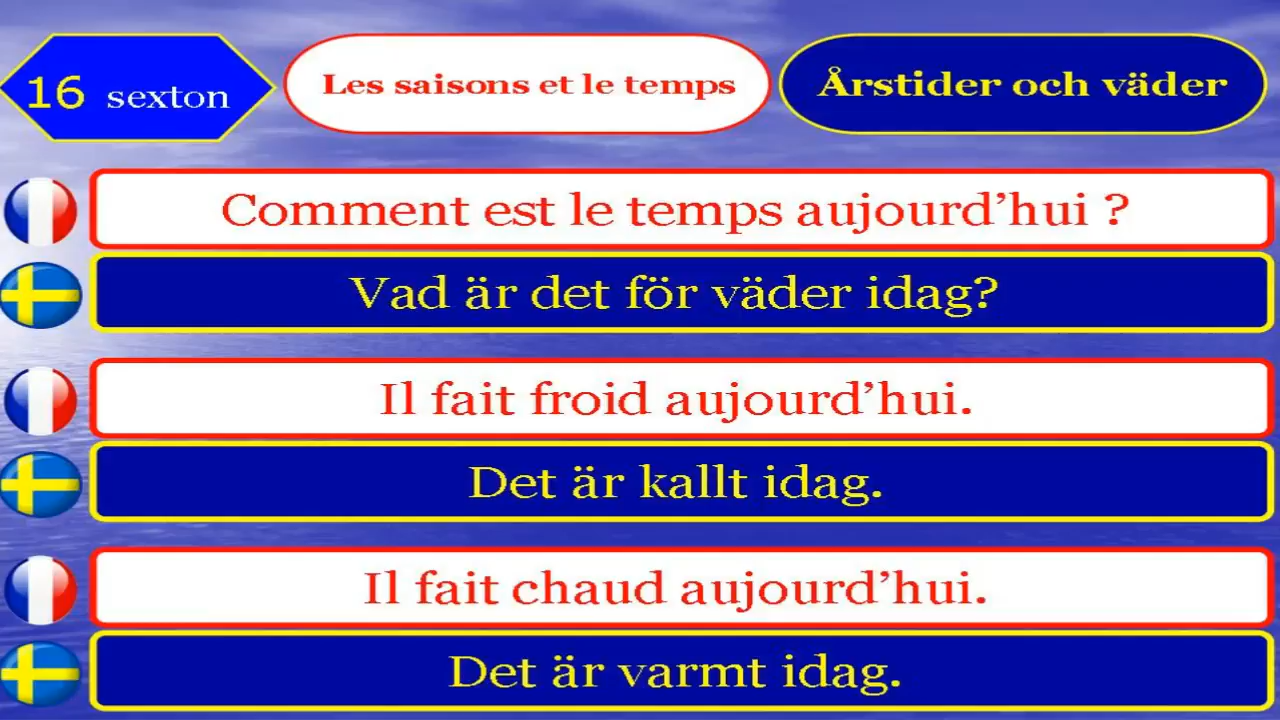 16 sexton
Les saisons et le temps
Årstider och väder
Comment est le temps aujourd’hui ?
Vad är det för väder idag?
Il fait froid aujourd’hui.
Det är kallt idag.
Il fait chaud aujourd’hui.
Det är varmt idag.